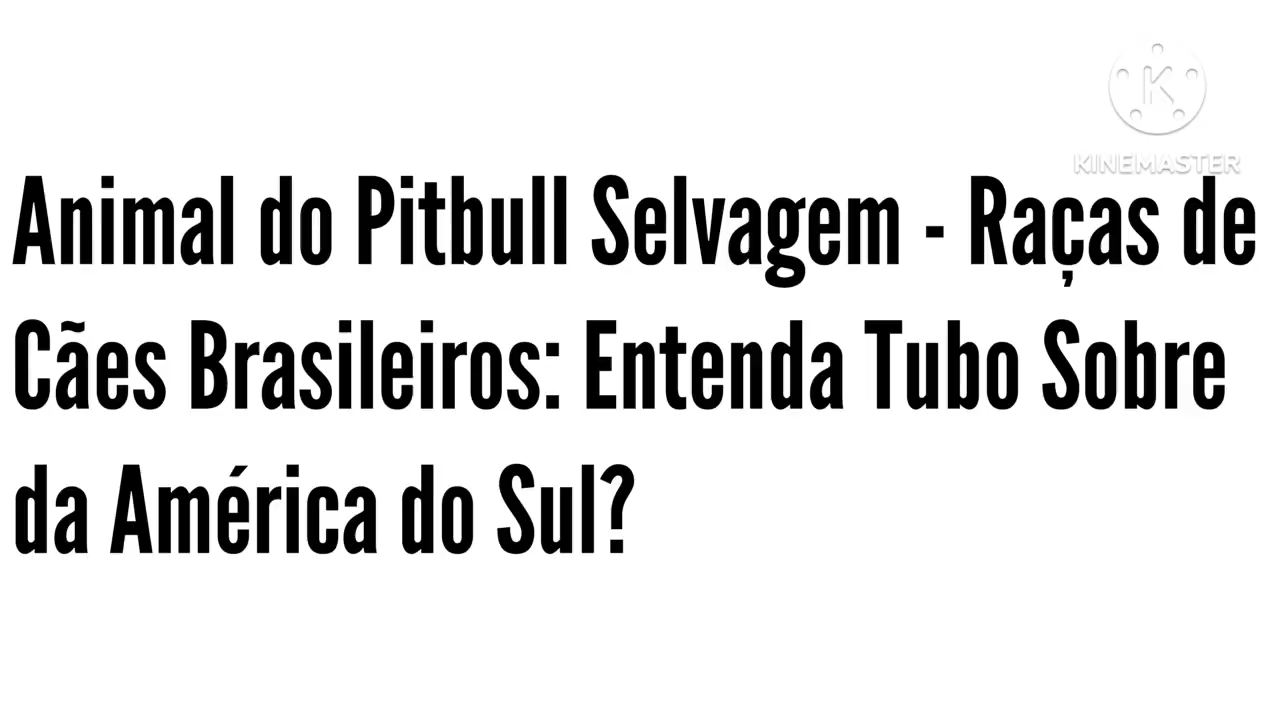 KINEMASTER
Animal do Pitbull Selvagem - Raças de
Cães Brasileiros: Entenda Tubo Sobre
da América do Sul?